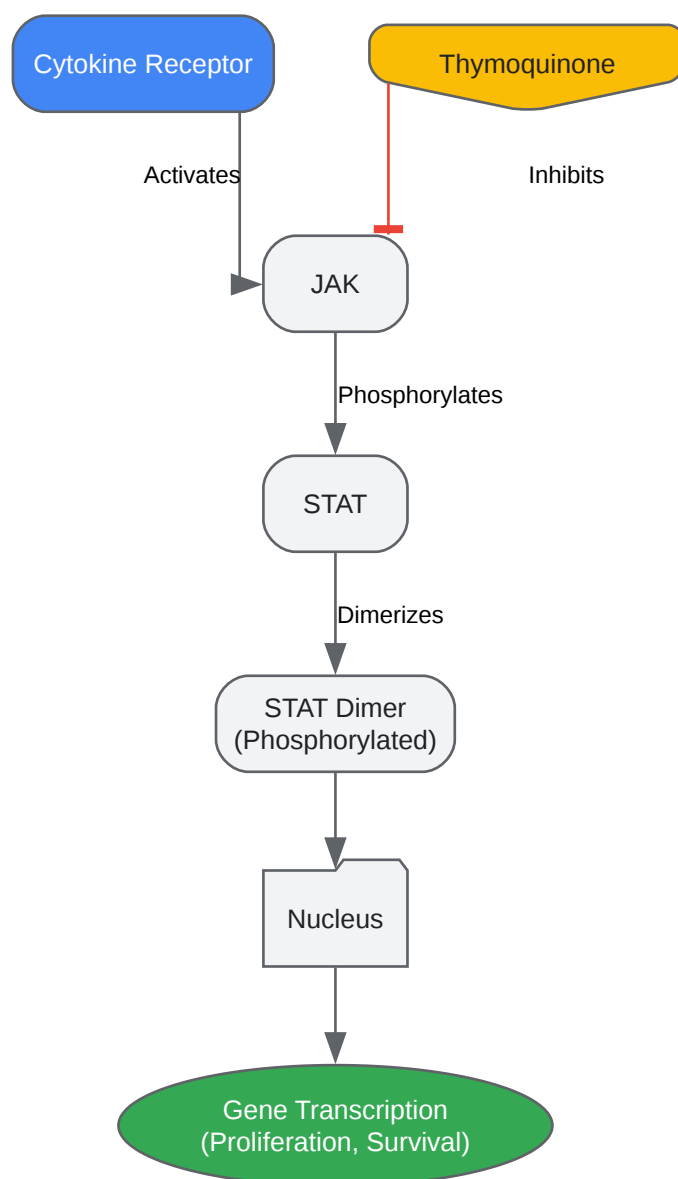 Cytokine Receptor
Thymoquinone
Activates
Inhibits
JAK
Phosphorylates
STAT
Dimerizes
STAT Dimer
(Phosphorylated)
Nucleus
Gene Transcription
(Proliferation, Survival)